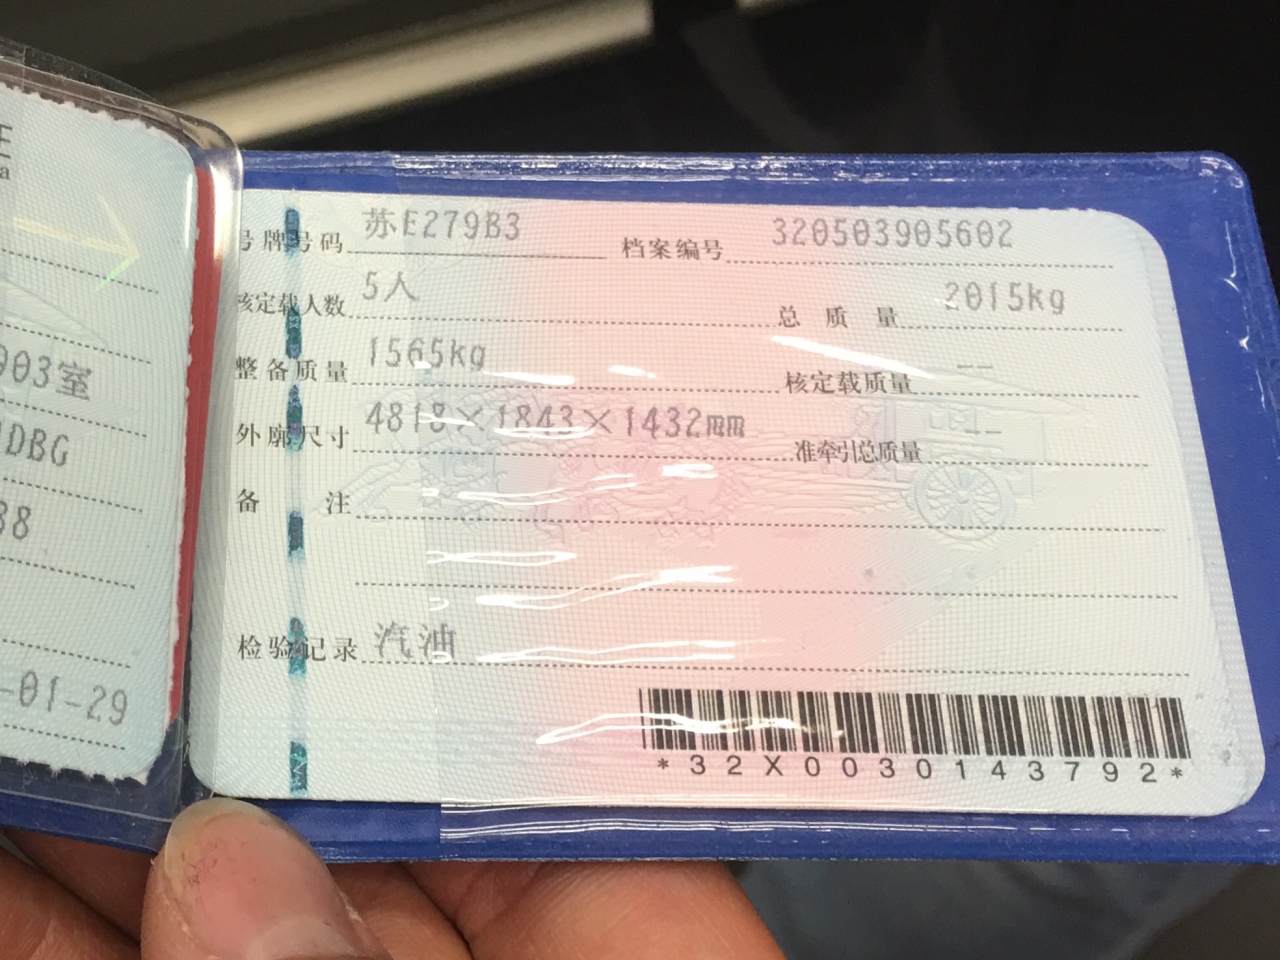 903室
DBG
-01-29
号牌号码 苏E279B3 档案编号 320503905602
核定载人数 5人 总质量 2015kg
整备质量 1565kg 核定载质量 --
外廓尺寸 4818×1843×1432mm 准牵引总质量 --
备注
检验记录 汽油
*32X0030143792*